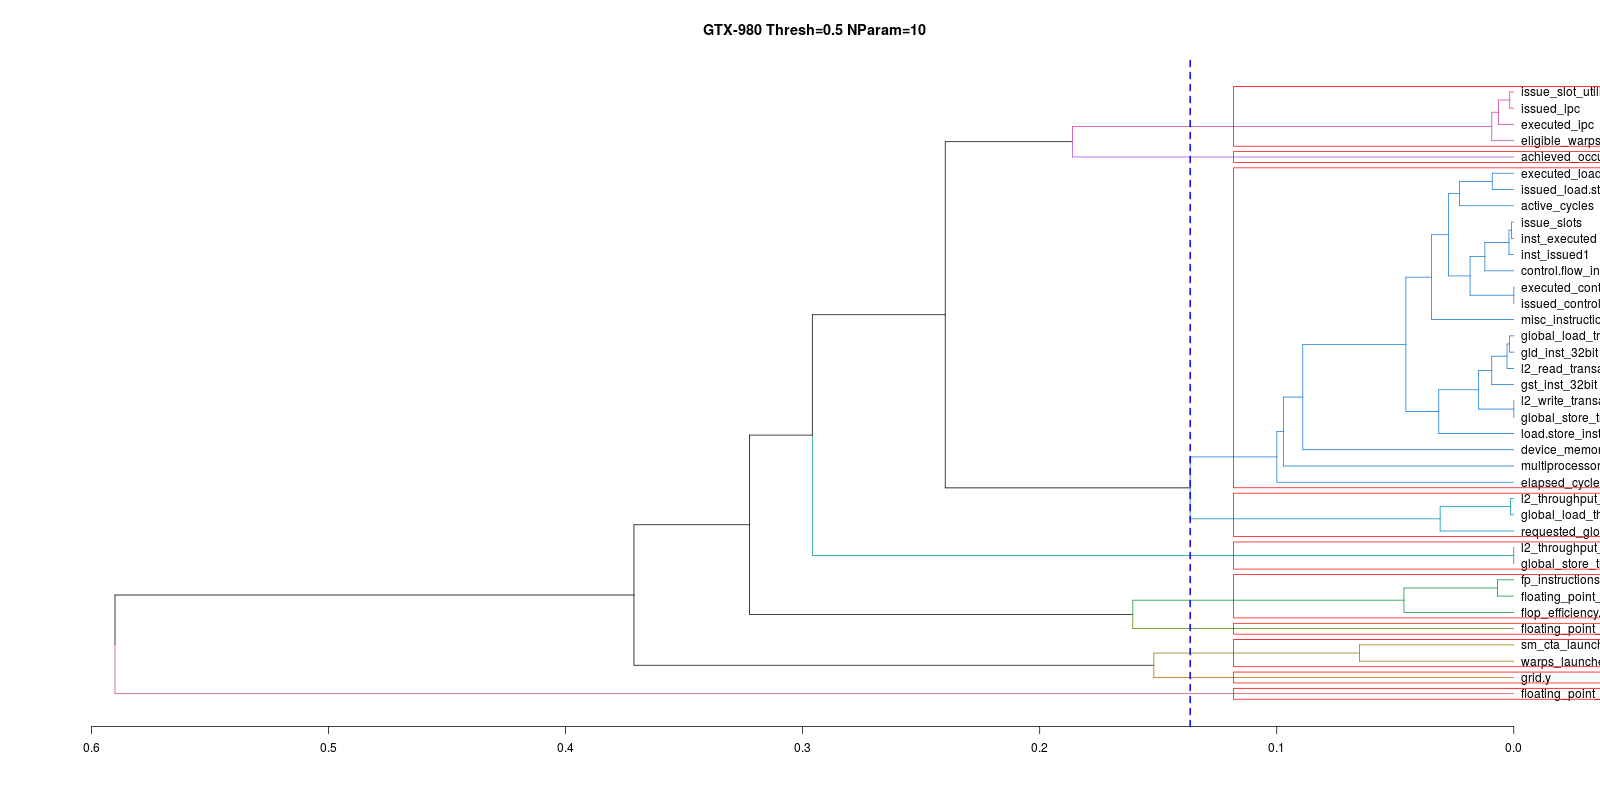 GTX-980 Thresh=0.5 NParam=10
issue_slot_util
issued_ipc
executed_ipc
eligible_warps
achieved_occu
executed_load
issued_load.st
active_cycles
issue_slots
inst_executed
inst_issued1
control.flow_in
executed_cont
issued_control
misc_instructio
global_load_tr
gld_inst_32bit
l2_read_transa
gst_inst_32bit
l2_write_transa
global_store_t
load.store_inst
device_memor
multiprocessor
elapsed_cycle
l2_throughput_
global_load_th
requested_glo
l2_throughput_
global_store_t
fp_instructions
floating_point_
flop_efficiency.
floating_point_
sm_cta_launch
warps_launche
grid.y
floating_point_
0.6 0.5 0.4 0.3 0.2 0.1 0.0